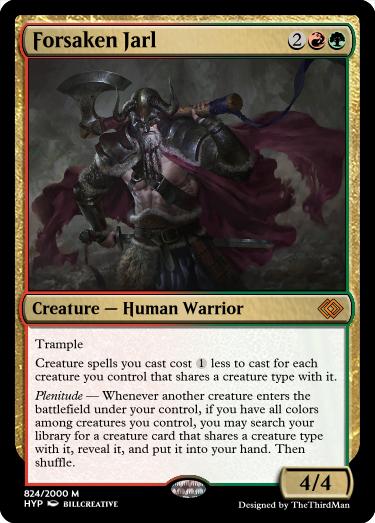 Forsaken Jarl 2
Creature — Human Warrior
Trample
Creature spells you cast cost 1 less to cast for each
creature you control that shares a creature type with it.
Plenitude — Whenever another creature enters the
battlefield under your control, if you have all colors
among creatures you control, you may search your
library for a creature card that shares a creature type
with it, reveal it, and put it into your hand. Then
shuffle.
4/4
824/2000 M
HYP BILLCREATIVE
Designed by TheThirdMan